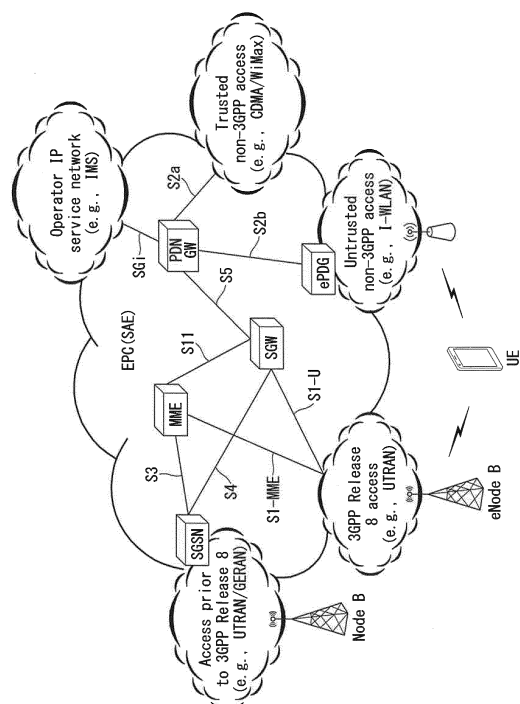 Operator IP
service network
(e.g., IMS)
Trusted
non-3GPP access
(e.g., CDMA/WiMax)
SGi
S2a
EPC(SAE)
PDN
GW
S2b
S5
S11
MME
SGW
ePDG
Untrusted
non-3GPP access
(e.g., I-WLAN)
S3
S4
S1-MME
S1-U
SGSN
Access prior
to 3GPP Release 8
(e.g., UTRAN/GERAN)
3GPP Release
8 access
(e.g., UTRAN)
Node B
eNode B
UE